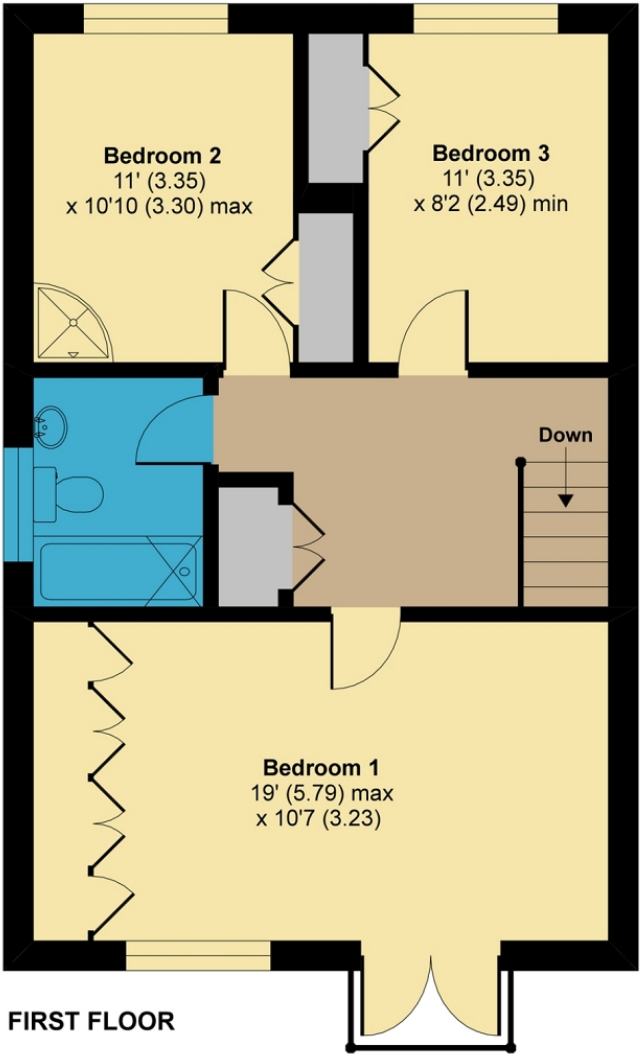 Bedroom 2
11' (3.35)
x 10'10 (3.30) max
Bedroom 3
11' (3.35)
x 8'2 (2.49) min
Down
Bedroom 1
19' (5.79) max
x 10'7 (3.23)
FIRST FLOOR